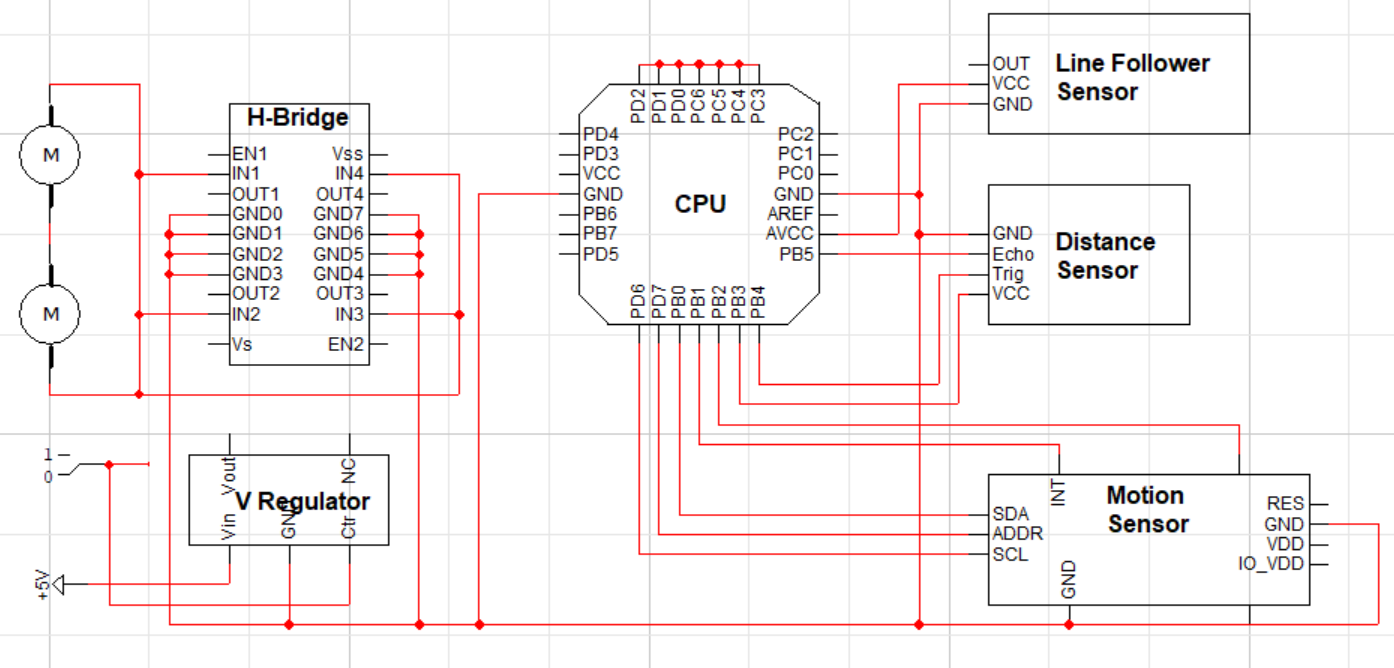 M
M
H-Bridge
EN1
IN1
OUT1
GND0
GND1
GND2
GND3
OUT2
IN2
Vs
Vss
IN4
OUT4
GND7
GND6
GND5
GND4
OUT3
IN3
EN2
1
0
+5V
V Regulator
Vout
NC
Vin
GND
Ctr
CPU
PD2
PD1
PD0
PC6
PC5
PC4
PC3
PD4
PD3
VCC
GND
PB6
PB7
PD5
PC2
PC1
PC0
GND
AREF
AVCC
PB5
PD6
PD7
PB0
PB1
PB2
PB3
PB4
Line Follower
Sensor
OUT
VCC
GND
Distance
Sensor
GND
Echo
Trig
VCC
Motion
Sensor
INT
SDA
ADDR
SCL
GND
RES
GND
VDD
IO_VDD